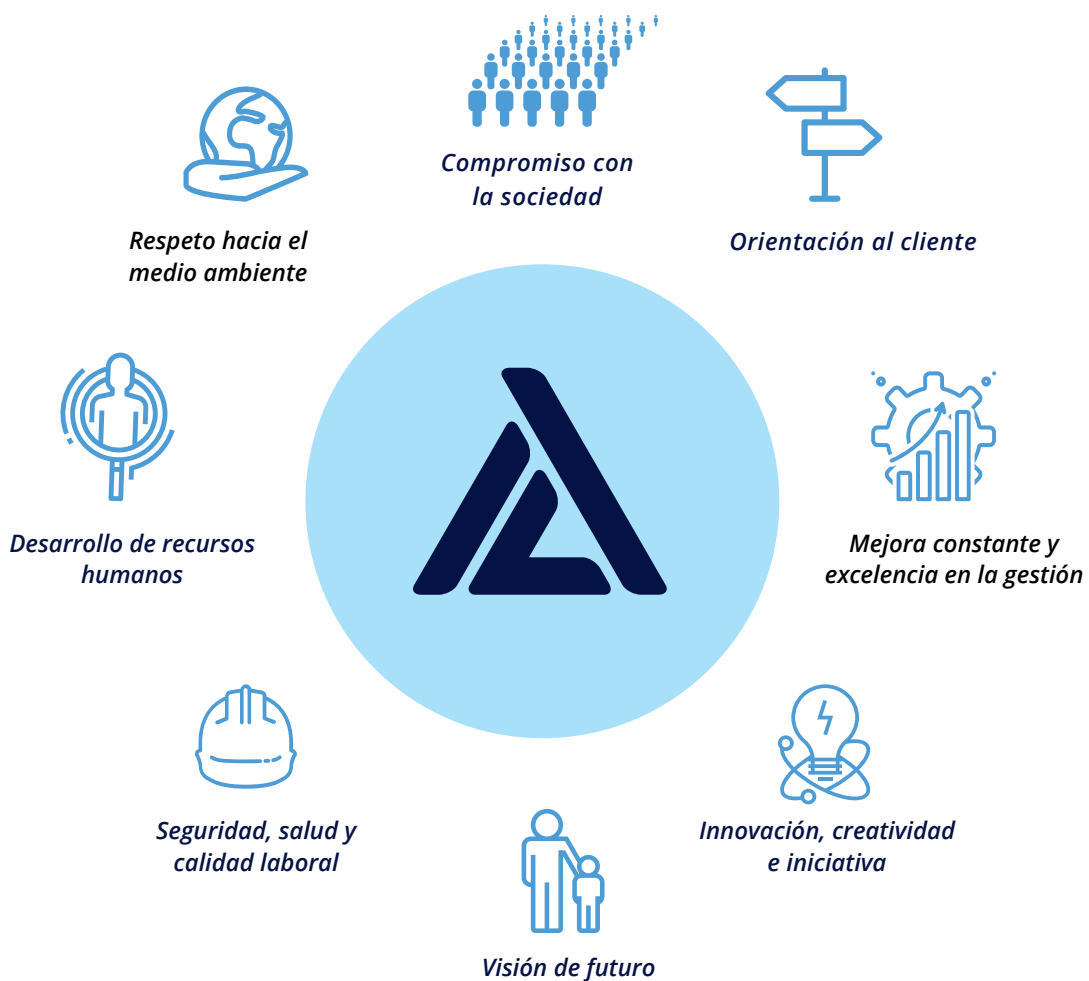 Compromiso con
la sociedad
Respeto hacia el
medio ambiente
Orientación al cliente
Desarrollo de recursos
humanos
Mejora constante y
excelencia en la gestión
Seguridad, salud y
calidad laboral
Innovación, creatividad
e iniciativa
Visión de futuro